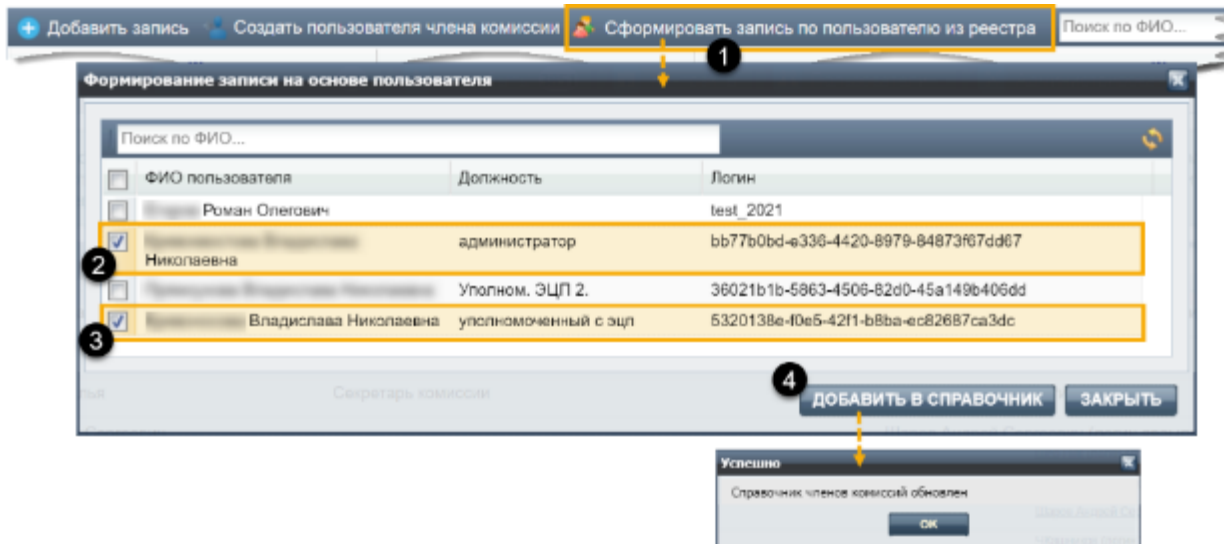 Добавить запись Создать пользователя члена комиссии Сформировать запись по пользователю из реестра Поиск по ФИО...
1
Формирование записи на основе пользователя
Поиск по ФИО...
ФИО пользователя Должность Логин
Роман Олегович test_2021
администратор bb77b0bd-e336-4420-8979-84873f67dd67
Николаевна
2
Уполном. ЭЦП 2. 36021b1b-5863-4506-82d0-45a149b406dd
Владислава Николаевна уполномоченный с эцп 5320138e-f0e5-42f1-b8ba-ec82687ca3dc
3
4
Секретарь комиссии
ДОБАВИТЬ В СПРАВОЧНИК ЗАКРЫТЬ
Успешно
Справочник членов комиссий обновлен
ОК